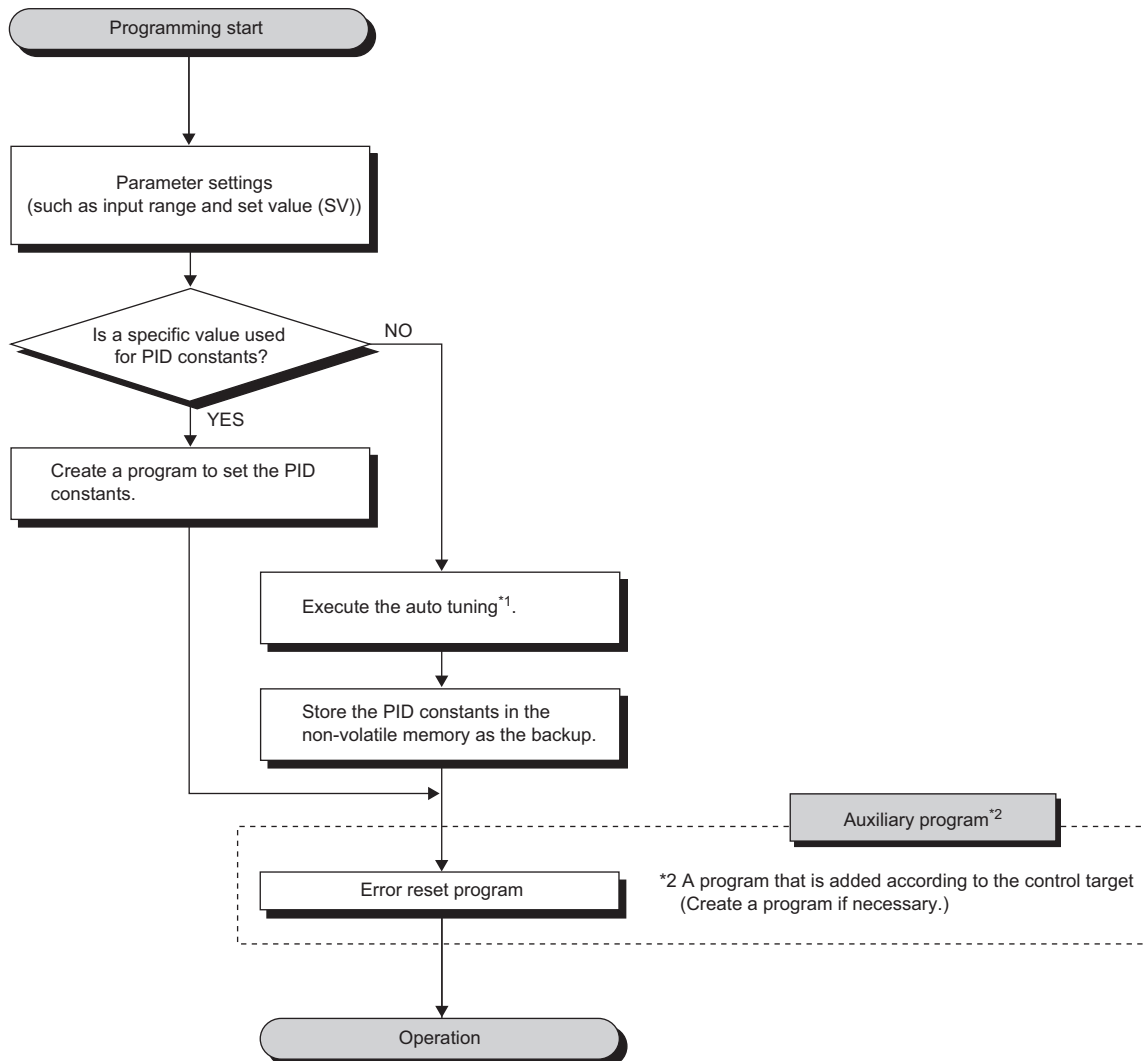 Programming start
Parameter settings
(such as input range and set value (SV))
Is a specific value used
for PID constants?
NO
YES
Create a program to set the PID
constants.
Execute the auto tuning*1.
Store the PID constants in the
non-volatile memory as the backup.
Auxiliary program*2
Error reset program
*2 A program that is added according to the control target
(Create a program if necessary.)
Operation